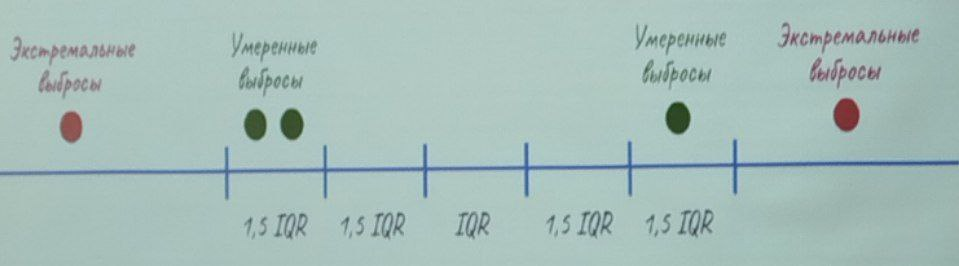 Экстремальные
выбросы
Умеренные
выбросы
Умеренные
выбросы
Экстремальные
выбросы
1,5 IQR 1,5 IQR IQR 1,5 IQR 1,5 IQR